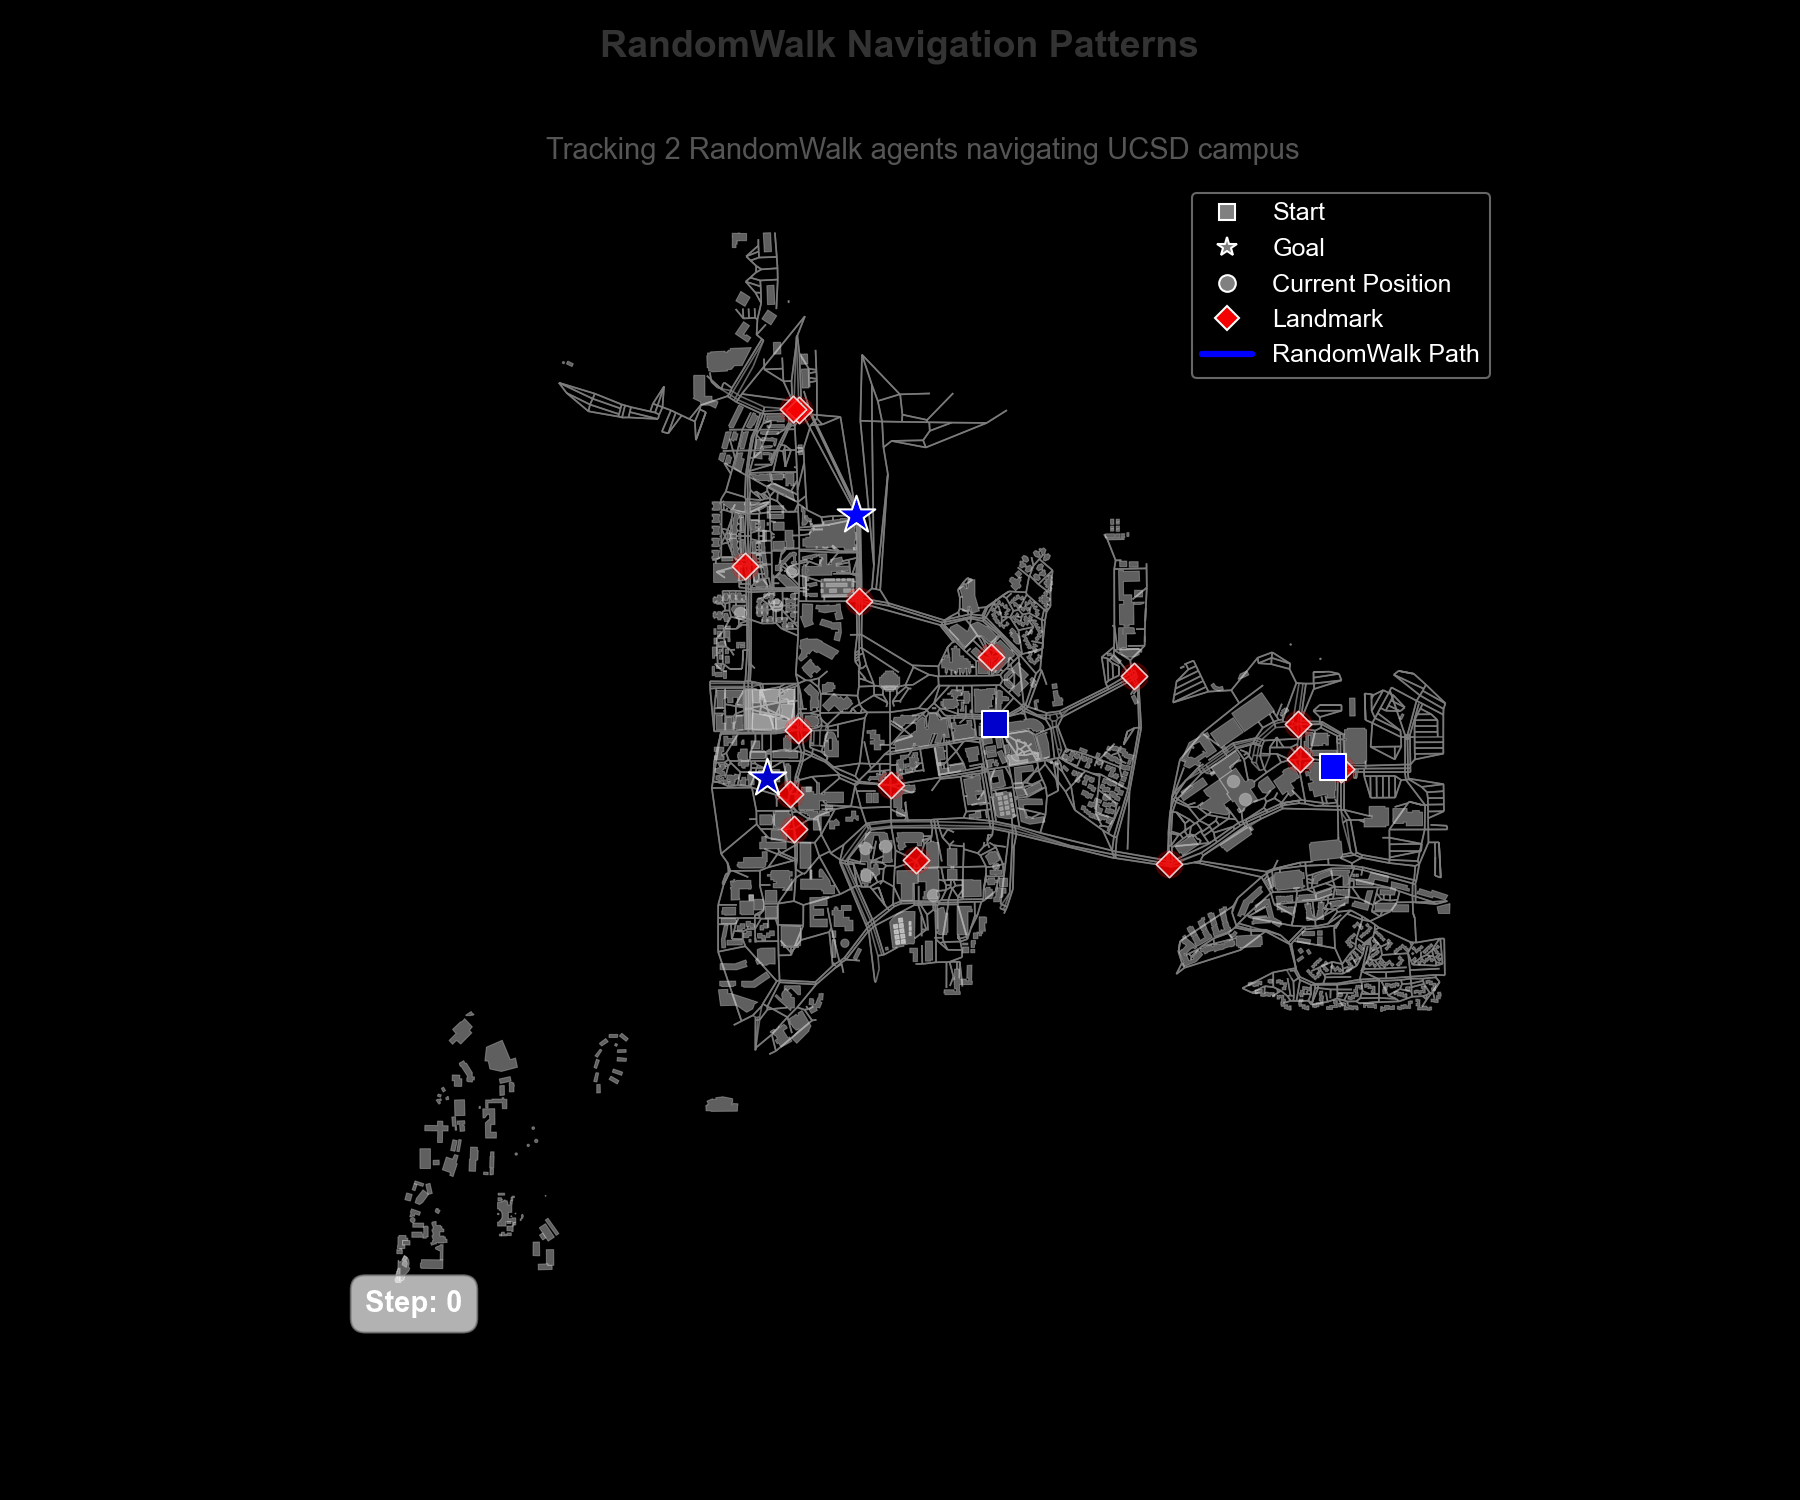 RandomWalk Navigation Patterns
Tracking 2 RandomWalk agents navigating UCSD campus
Start
Goal
Current Position
Landmark
RandomWalk Path
Step: 0